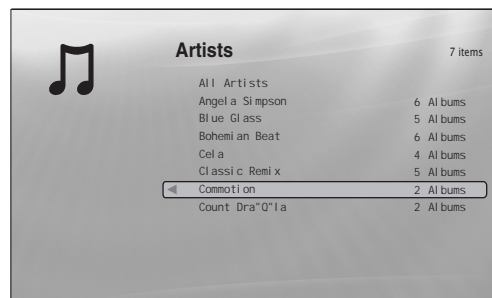 Artists 7 items
All Artists
Angela Simpson 6 Albums
Blue Glass 5 Albums
Bohemian Beat 6 Albums
Cela 4 Albums
Classic Remix 5 Albums
Commotion 2 Albums
Count Dra"Q"la 2 Albums